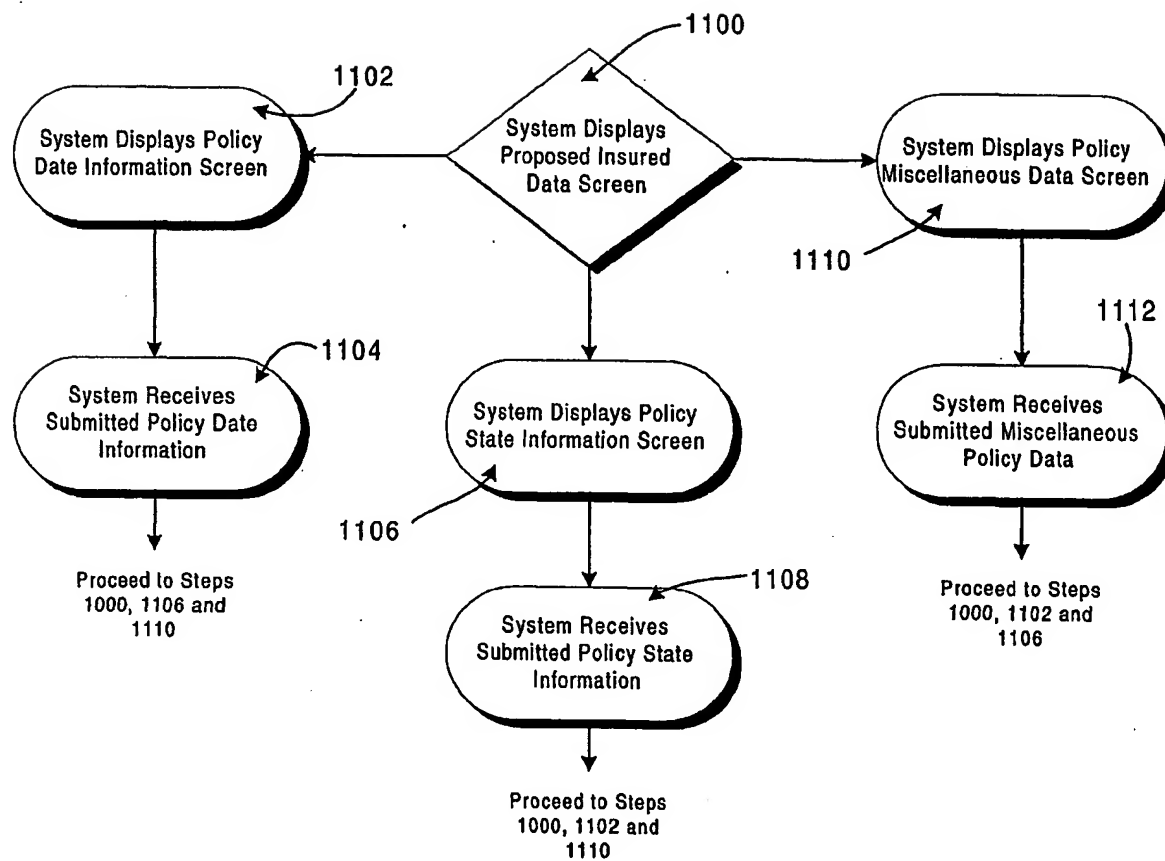 1100
1102
System Displays
Proposed Insured
Data Screen
System Displays Policy
Date Information Screen
System Displays Policy
Miscellaneous Data Screen
1110
1112
1104
System Receives
Submitted Policy Date
Information
System Displays Policy
State Information Screen
System Receives
Submitted Miscellaneous
Policy Data
1106
1108
Proceed to Steps
1000, 1106 and
1110
System Receives
Submitted Policy State
Information
Proceed to Steps
1000, 1102 and
1106
Proceed to Steps
1000, 1102 and
1110